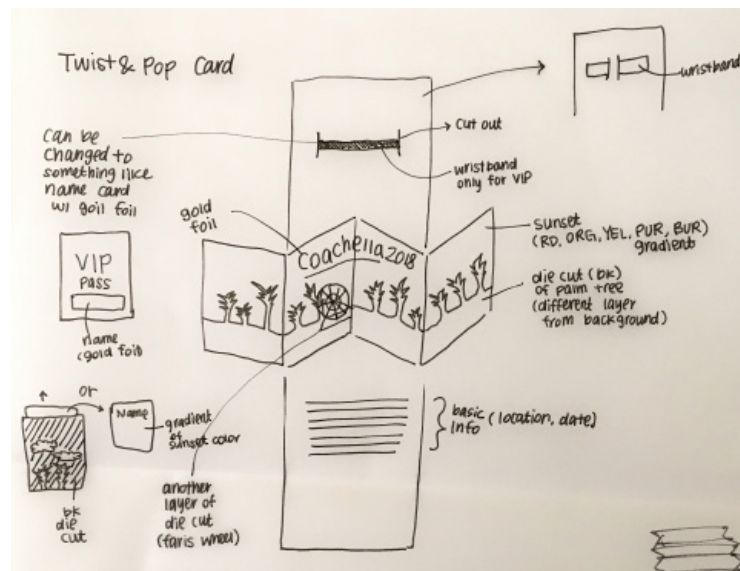 Twist & Pop Card
wristband
cut out
can be
changed to
something like
name card
w/ goil foil
wristband
only for VIP
gold
foil
coachella 2018
sunset
(RD, ORG, YEL, PUR, BUR)
gradient
VIP
PASS
die cut (bk)
of palm tree
(different layer
from background)
name
(gold foil)
or
Name
gradient
of
sunset color
basic (location, date)
info
another
layer of
die cut
(faris wheel)
bk
die
cut